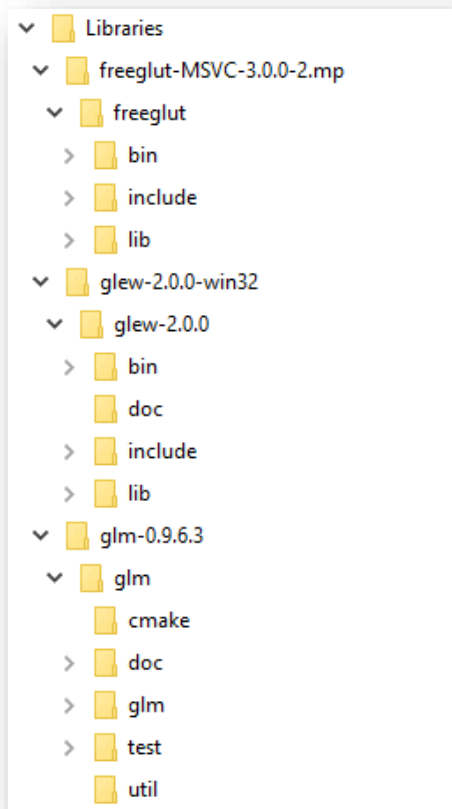 Libraries
freeglut-MSVC-3.0.0-2.mp
freeglut
bin
include
lib
glew-2.0.0-win32
glew-2.0.0
bin
doc
include
lib
glm-0.9.6.3
glm
cmake
doc
glm
test
util